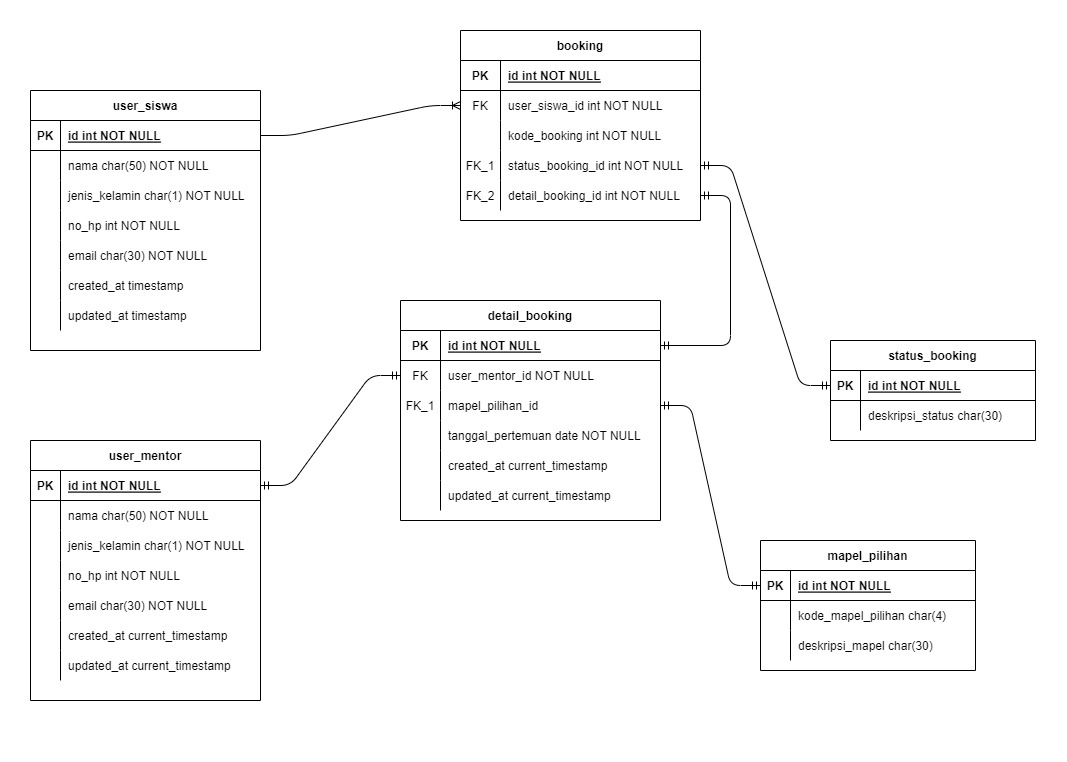 booking
PK id int NOT NULL
FK user_siswa_id int NOT NULL
kode_booking int NOT NULL
FK_1 status_booking_id int NOT NULL
FK_2 detail_booking_id int NOT NULL
user_siswa
PK id int NOT NULL
nama char(50) NOT NULL
jenis_kelamin char(1) NOT NULL
no_hp int NOT NULL
email char(30) NOT NULL
created_at timestamp
updated_at timestamp
detail_booking
PK id int NOT NULL
FK user_mentor_id NOT NULL
FK_1 mapel_pilihan_id
tanggal_pertemuan date NOT NULL
created_at current_timestamp
updated_at current_timestamp
status_booking
PK id int NOT NULL
deskripsi_status char(30)
user_mentor
PK id int NOT NULL
nama char(50) NOT NULL
jenis_kelamin char(1) NOT NULL
no_hp int NOT NULL
email char(30) NOT NULL
created_at current_timestamp
updated_at current_timestamp
mapel_pilihan
PK id int NOT NULL
kode_mapel_pilihan char(4)
deskripsi_mapel char(30)